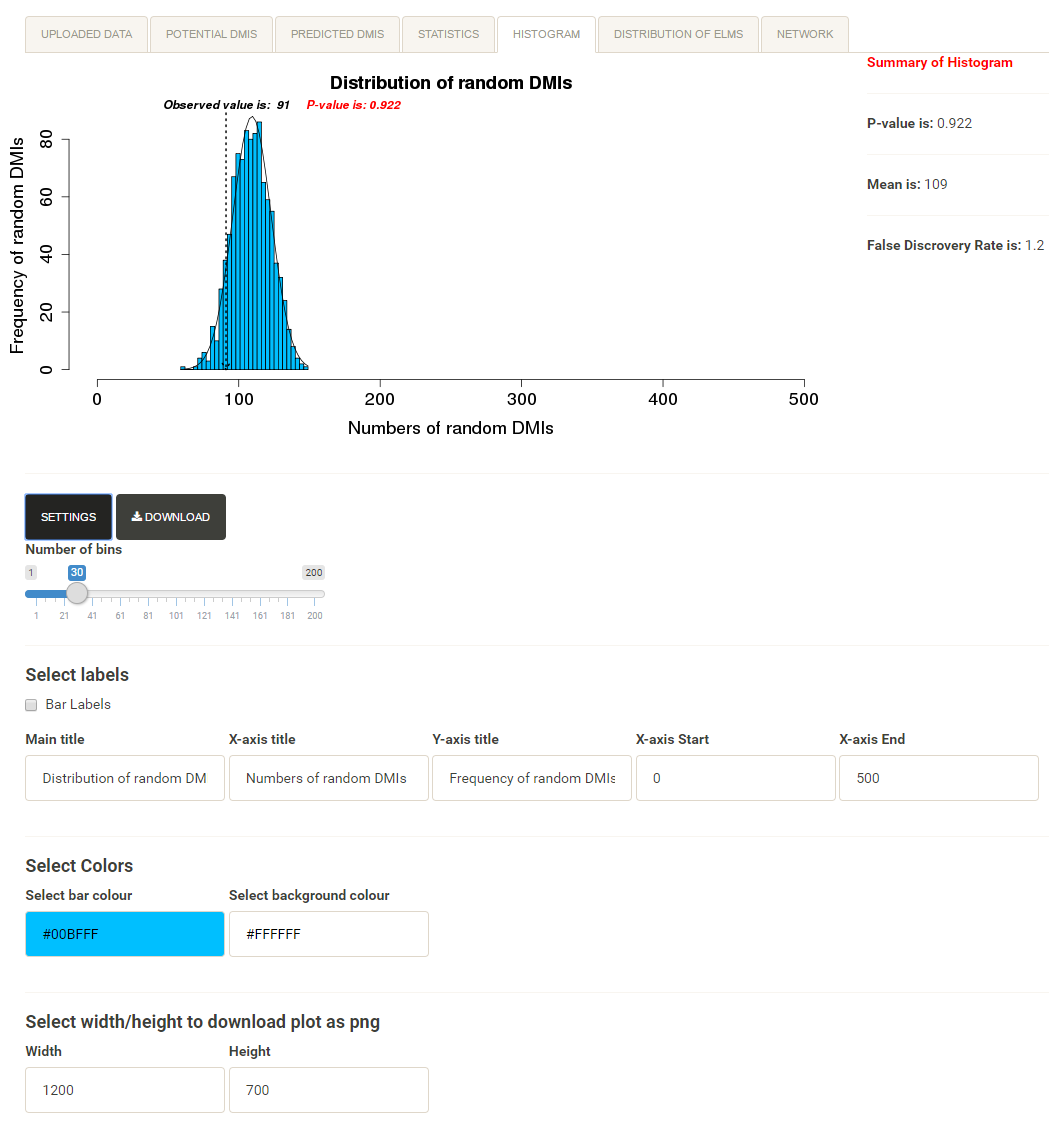 UPLOADED DATA POTENTIAL DMIS PREDICTED DMIS STATISTICS HISTOGRAM DISTRIBUTION OF ELMS NETWORK
Distribution of random DMIs
Observed value is: 91 P-value is: 0.922
Frequency of random DMIs
80
60
40
20
0
0 100 200 300 400 500
Numbers of random DMIs
Summary of Histogram
P-value is: 0.922
Mean is: 109
False Discrovery Rate is: 1.2
SETTINGS DOWNLOAD
Number of bins
1 30 200
1 21 41 61 81 101 121 141 161 181 200
Select labels
Bar Labels
Main title X-axis title Y-axis title X-axis Start X-axis End
Distribution of random DM Numbers of random DMIs Frequency of random DMIs 0 500
Select Colors
Select bar colour Select background colour
#00BFFF #FFFFFF
Select width/height to download plot as png
Width Height
1200 700